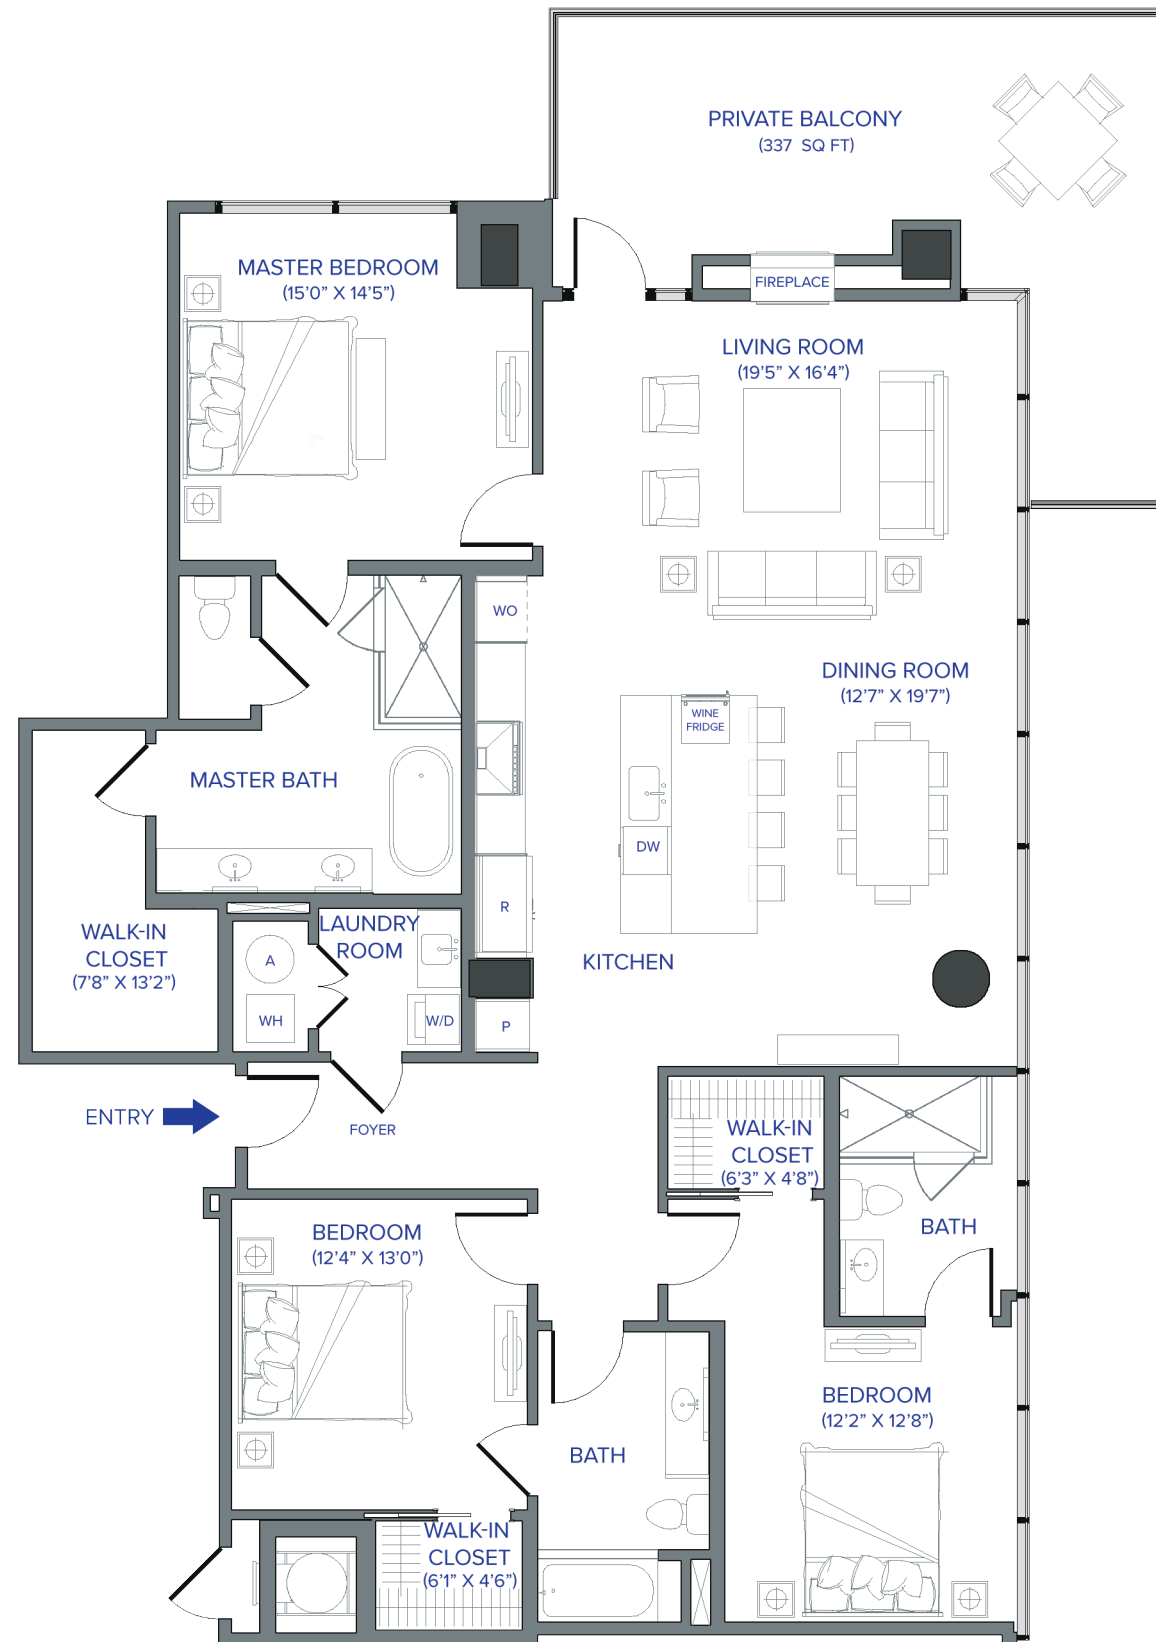 PRIVATE BALCONY
(337 SQ FT)
MASTER BEDROOM
(15'0" X 14'5")
FIREPLACE
LIVING ROOM
(19'5" X 16'4")
WO
DINING ROOM
(12'7" X 19'7")
WINE
FRIDGE
MASTER BATH
DW
R
WALK-IN
CLOSET
(7'8" X 13'2")
LAUNDRY
ROOM
A
WH
W/D
P
KITCHEN
ENTRY
FOYER
WALK-IN
CLOSET
(6'3" X 4'8")
BATH
BEDROOM
(12'4" X 13'0")
BEDROOM
(12'2" X 12'8")
BATH
WALK-IN
CLOSET
(6'1" X 4'6")